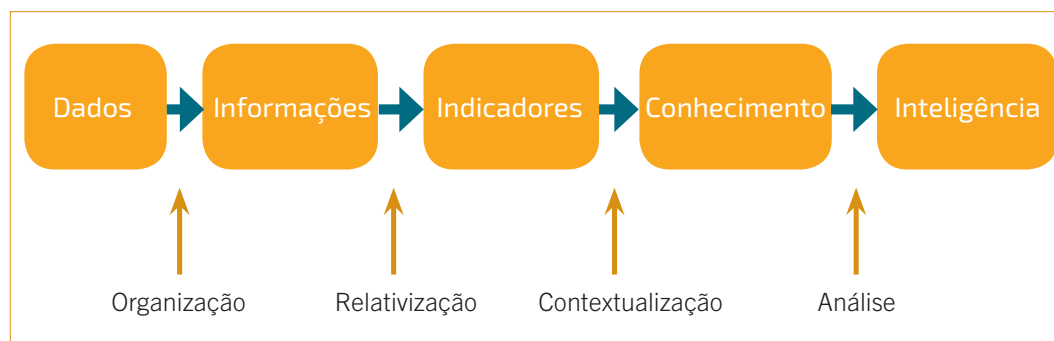 Dados
Informações
Indicadores
Conhecimento
Inteligência
Organização
Relativização
Contextualização
Análise